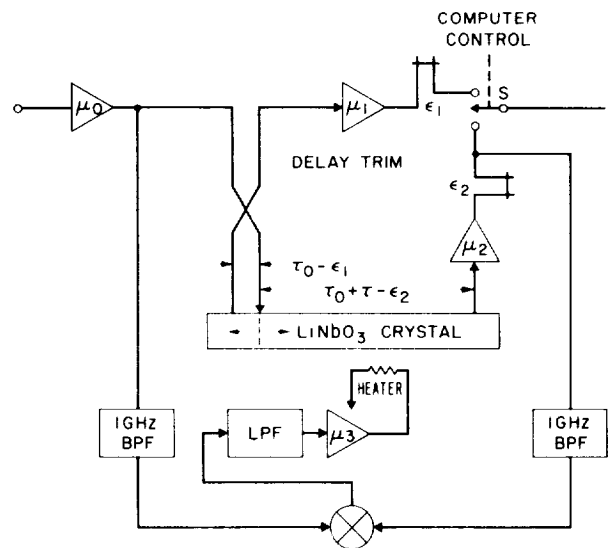 COMPUTER
CONTROL
μ0
μ1
ϵ1
S
DELAY TRIM
ϵ2
μ2
τ0 - ϵ1
τ0 + τ - ϵ2
LiNbO3 CRYSTAL
HEATER
1GHz
BPF
LPF
μ3
1GHz
BPF